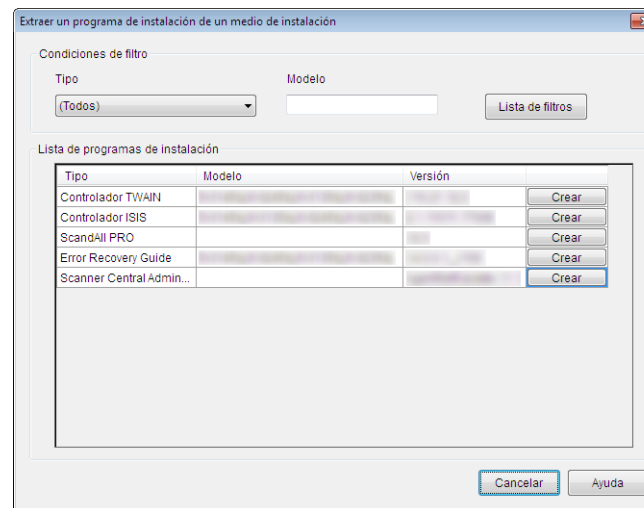 Extraer un programa de instalación de un medio de instalación
Condiciones de filtro
Tipo Modelo
(Todos) Lista de filtros
Lista de programas de instalación
Tipo Modelo Versión
Controlador TWAIN Crear
Controlador ISIS Crear
ScandAll PRO Crear
Error Recovery Guide Crear
Scanner Central Admin... Crear
Cancelar Ayuda